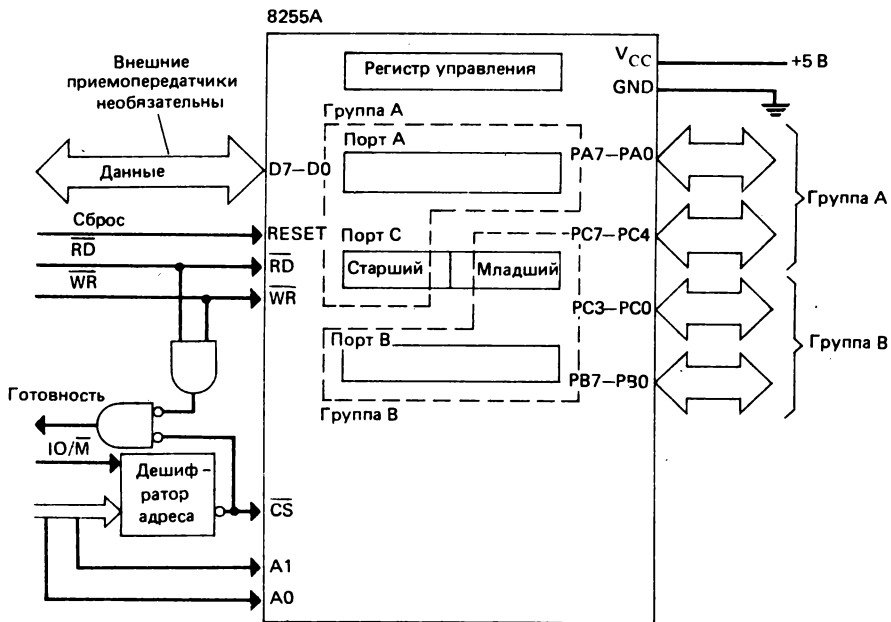 8255A
Внешние
приемопередатчики
необязательны
Данные
Сброс
RD
WR
Готовность
IO/M
Дешиф-
ратор
адреса
D7–D0
RESET
RD
WR
CS
A1
A0
Регистр управления
Группа А
Порт А
Порт С
Старший
Младший
Порт В
Группа В
VCC
GND
PA7–PA0
PC7–PC4
PC3–PC0
PB7–PB0
+5 В
Группа А
Группа В